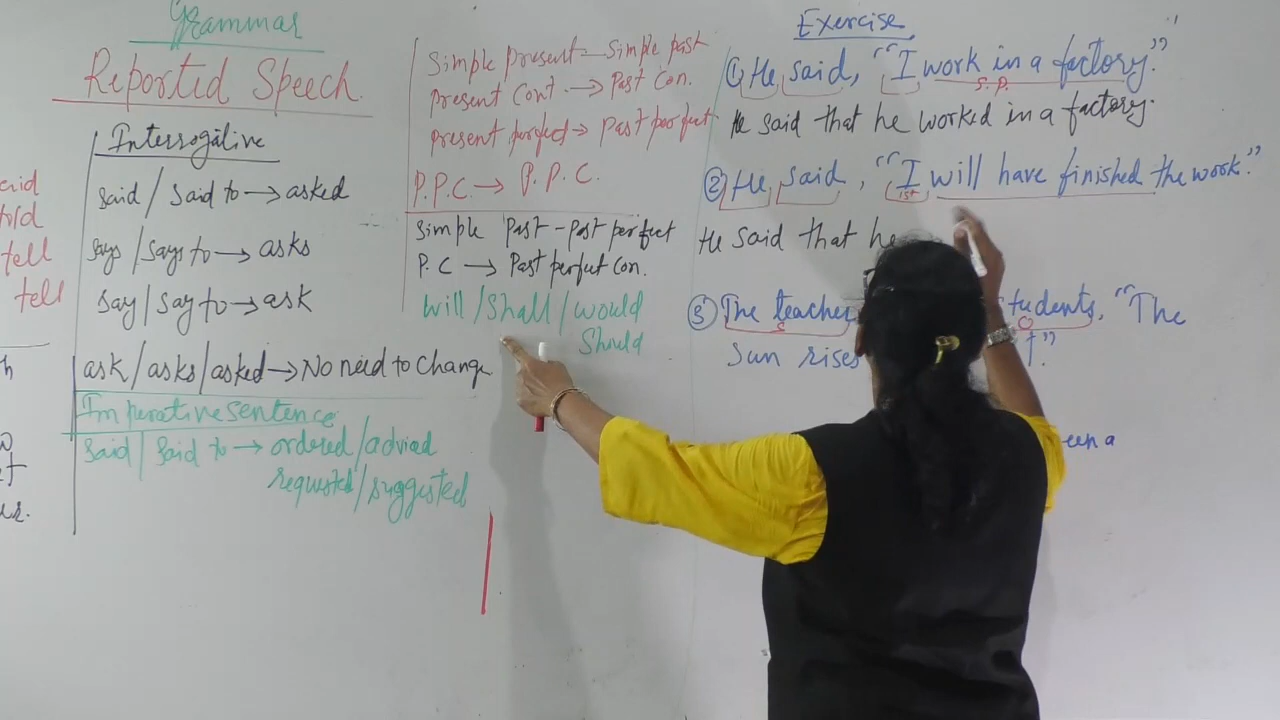 Grammar
Reported Speech
Interrogative
said / said to → asked
says / says to → asks
say / say to → ask
ask / asks / asked → No need to change
Imperative sentence
said / said to → ordered / advised
requested / suggested
told
tell
tell
Simple present — Simple past
present cont. → Past Con.
present perfect → Past perfect
P.P.C. → P.P.C.
Simple Past - Past perfect
P.C → Past perfect Con.
will / shall / would
Should
Exercise
① He said, "I work in a factory."
S.P.
He said that he worked in a factory.
② He said, "I will have finished the work."
1st
He said that he
③ The teacher students, "The
S O
Sun rises